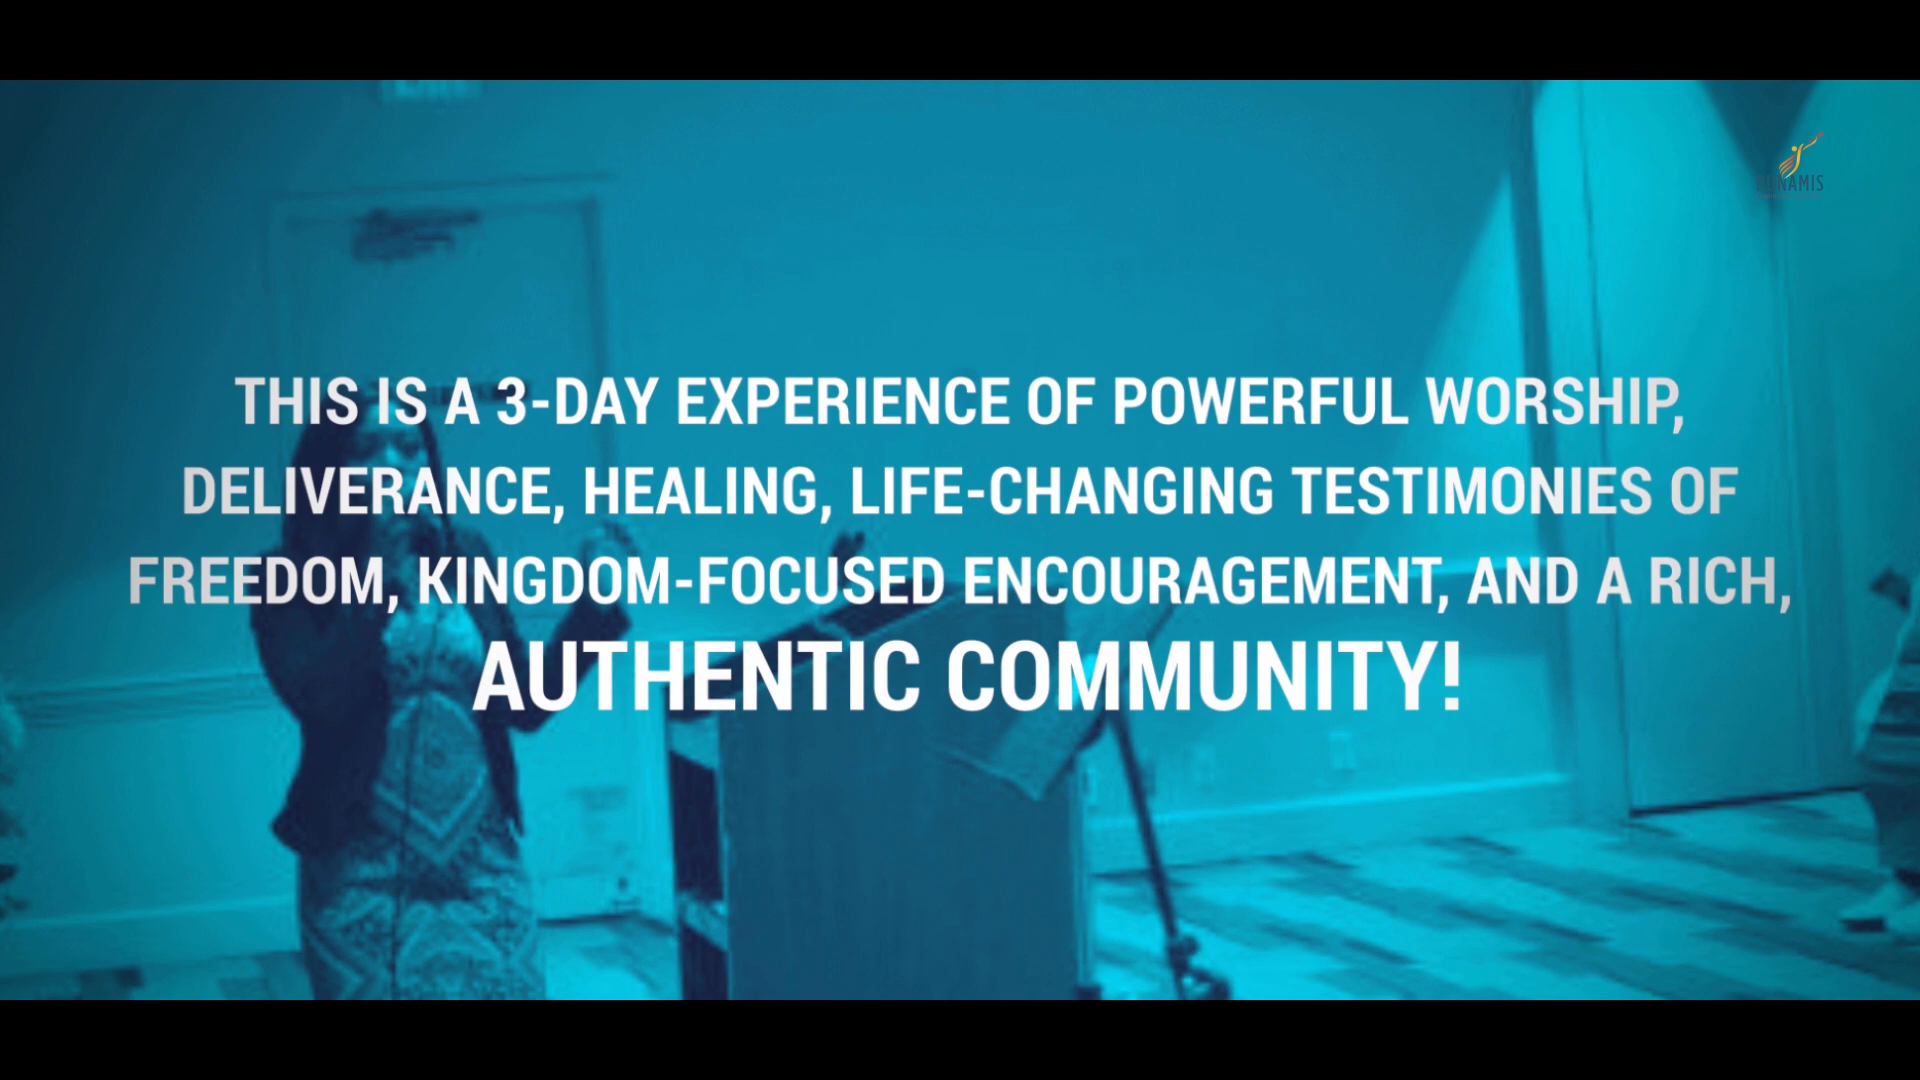 THIS IS A 3-DAY EXPERIENCE OF POWERFUL WORSHIP,
DELIVERANCE, HEALING, LIFE-CHANGING TESTIMONIES OF
FREEDOM, KINGDOM-FOCUSED ENCOURAGEMENT, AND A RICH,
AUTHENTIC COMMUNITY!